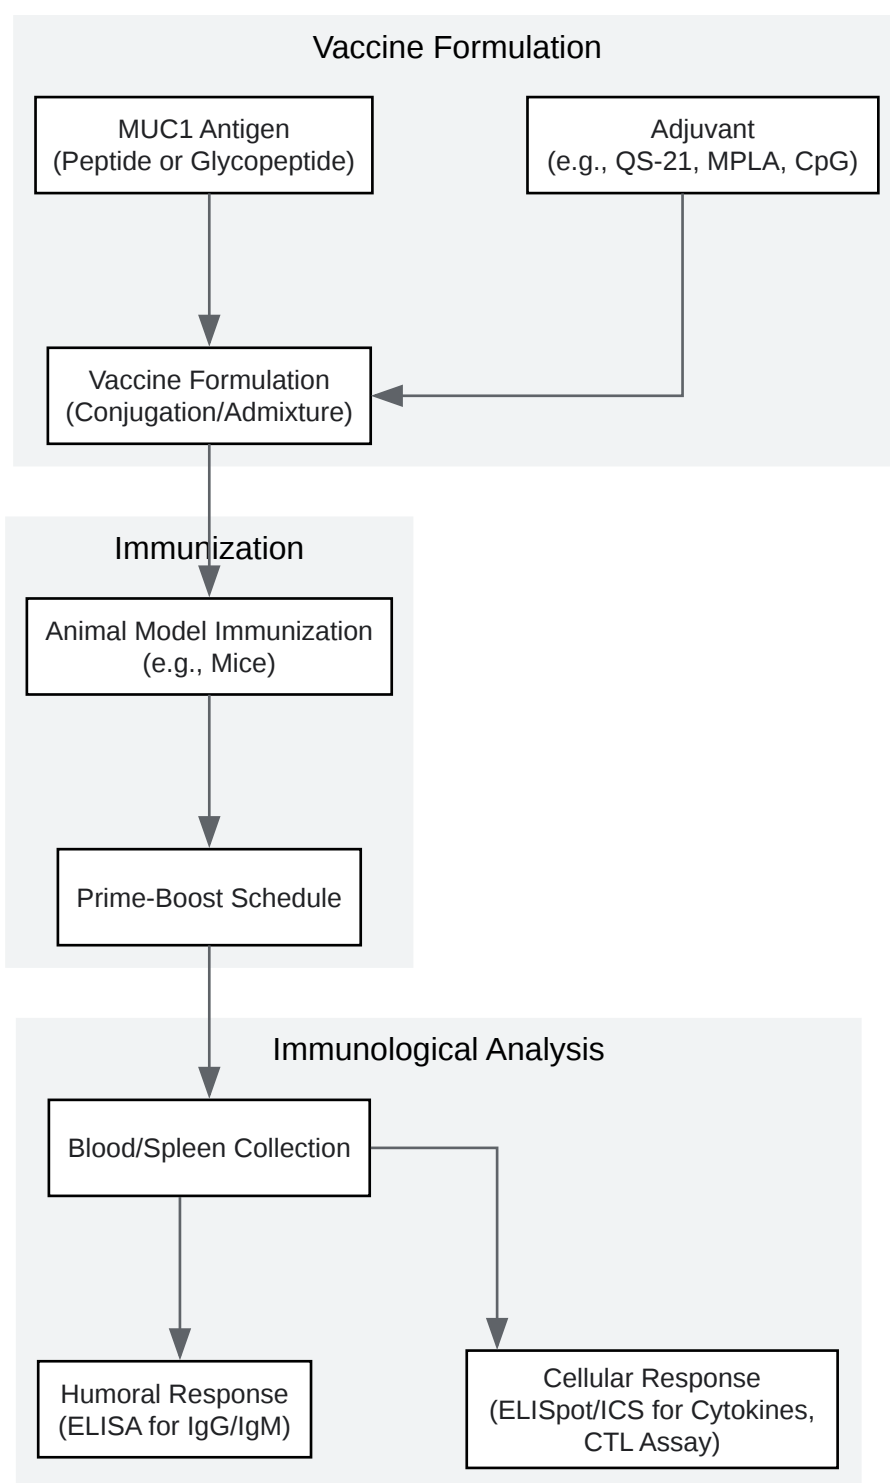 Vaccine Formulation
MUC1 Antigen
(Peptide or Glycopeptide)
Adjuvant
(e.g., QS-21, MPLA, CpG)
Vaccine Formulation
(Conjugation/Admixture)
Immunization
Animal Model Immunization
(e.g., Mice)
Prime-Boost Schedule
Immunological Analysis
Blood/Spleen Collection
Humoral Response
(ELISA for IgG/IgM)
Cellular Response
(ELISpot/ICS for Cytokines,
CTL Assay)